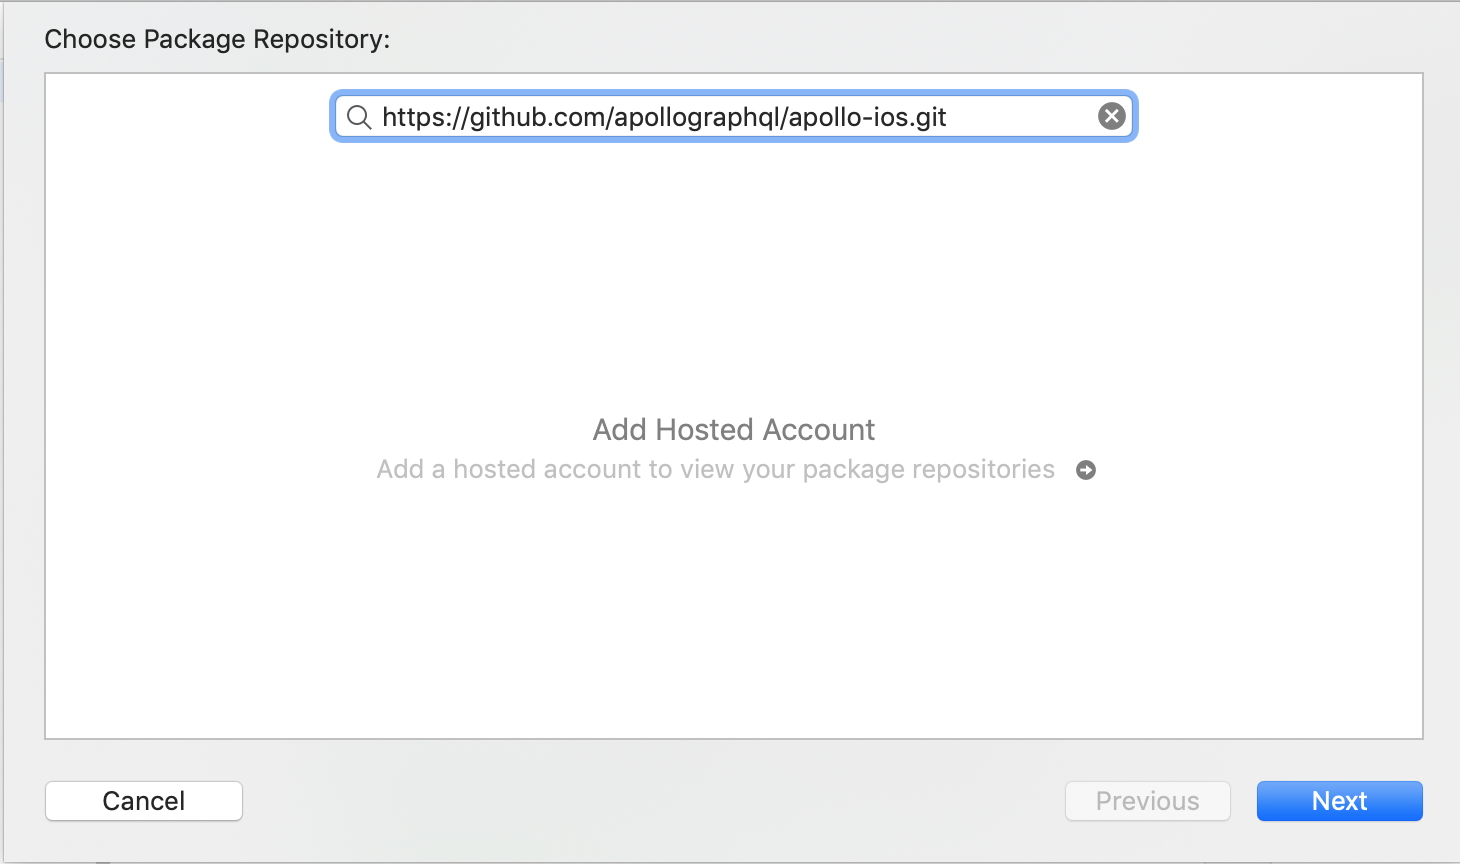 Choose Package Repository:
https://github.com/apollographql/apollo-ios.git
Add Hosted Account
Add a hosted account to view your package repositories
Cancel
Previous
Next